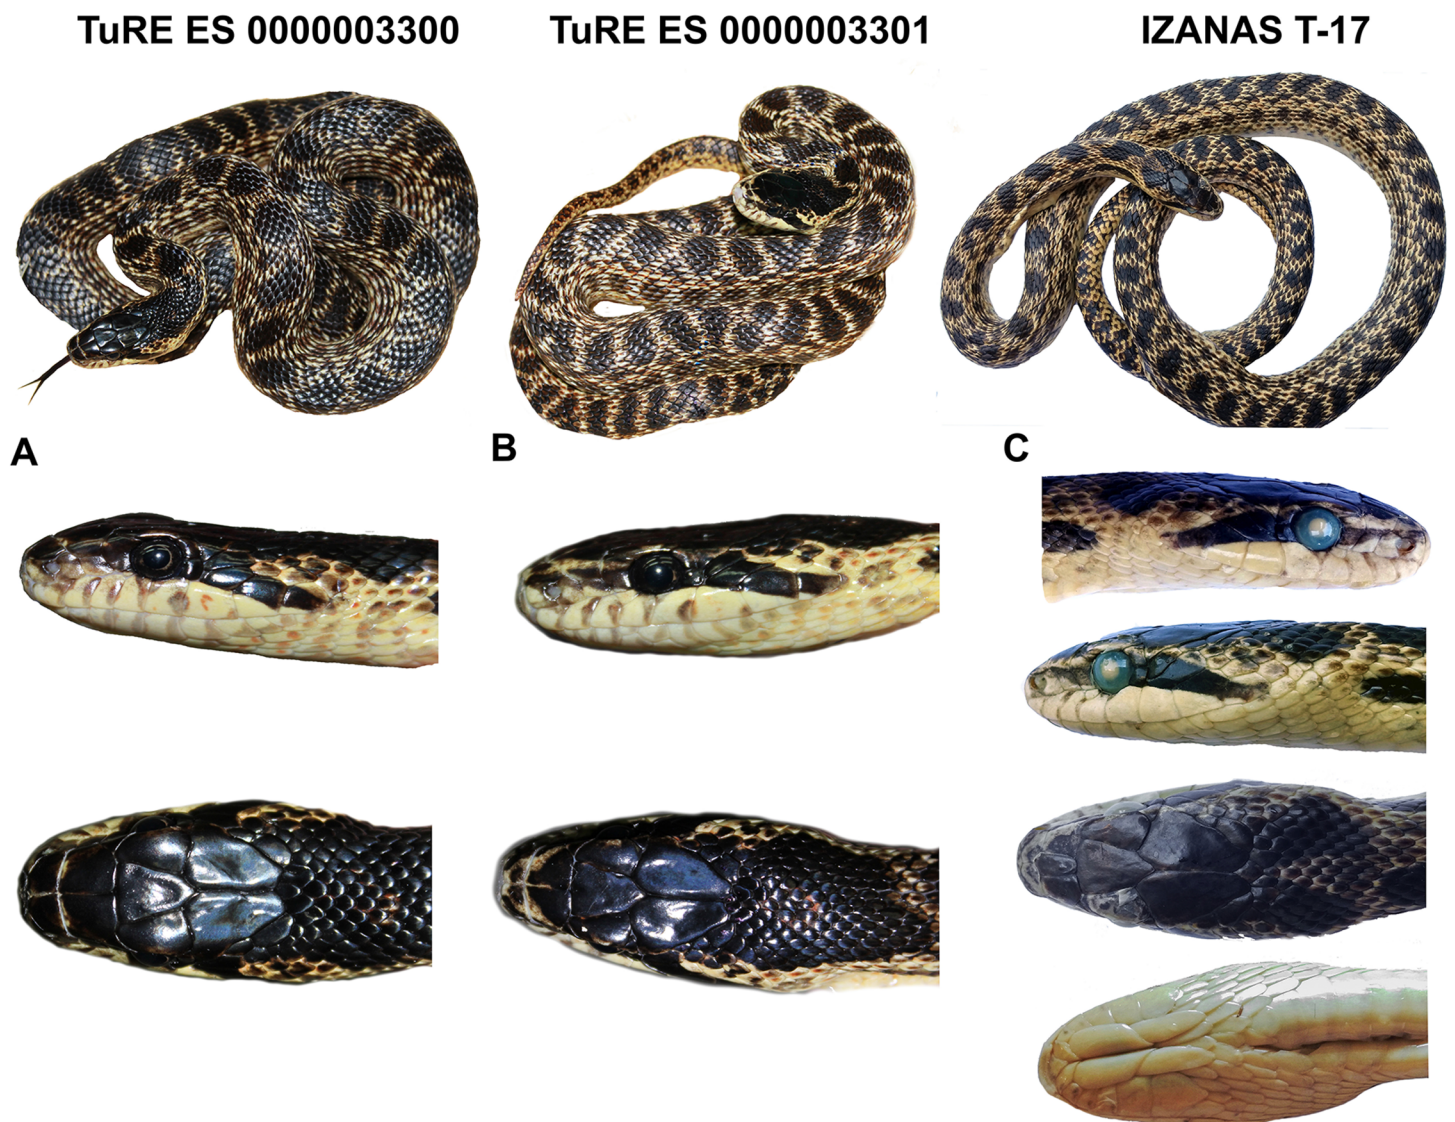 TuRE ES 0000003300
TuRE ES 0000003301
IZANAS T-17
A
B
C